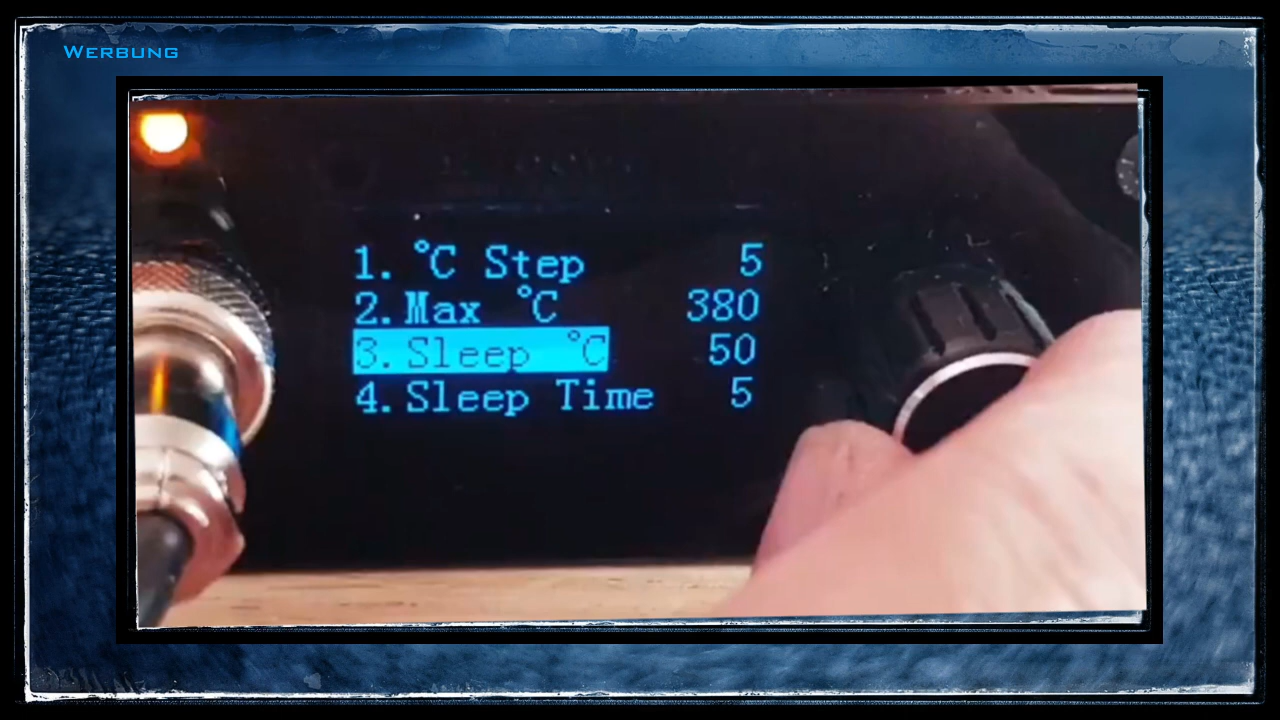 WERBUNG
1. °C Step 5
2. Max °C 380
3. Sleep °C 50
4. Sleep Time 5